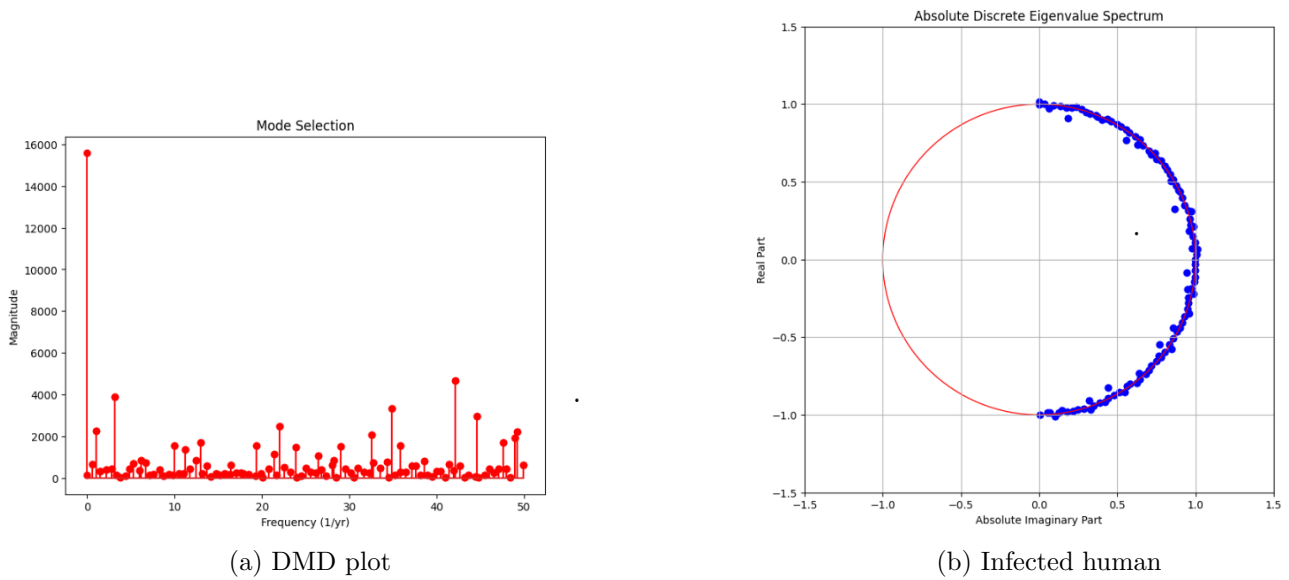 Mode Selection
16000
14000
12000
10000
8000
6000
4000
2000
0
Magnitude
0 10 20 30 40 50
Frequency (1/yr)
(a) DMD plot
Absolute Discrete Eigenvalue Spectrum
1.5
1.0
0.5
0.0
−0.5
−1.0
−1.5
Real Part
−1.5 −1.0 −0.5 0.0 0.5 1.0 1.5
Absolute Imaginary Part
(b) Infected human